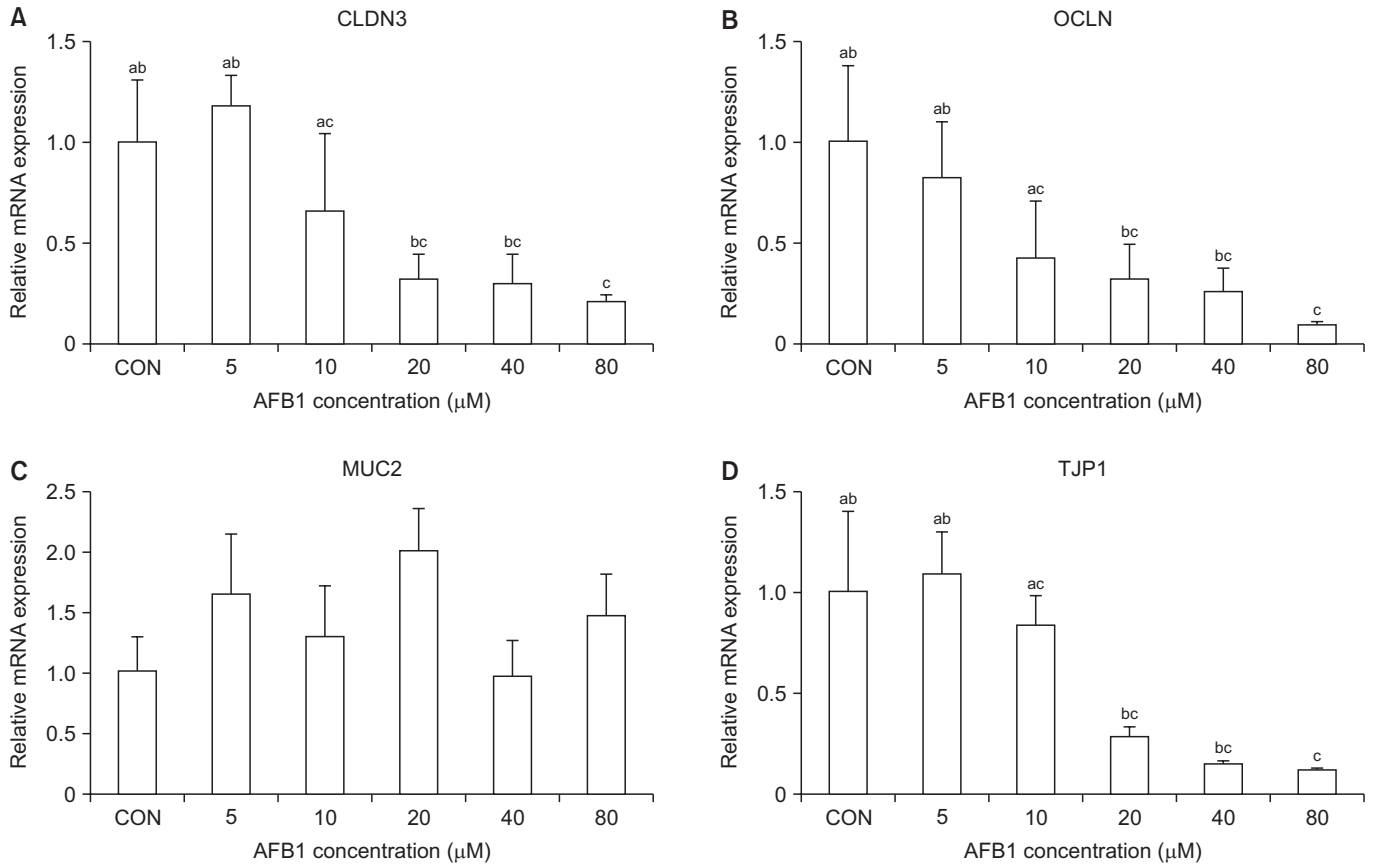 A
CLDN3
Relative mRNA expression
1.5
1.0
0.5
0
ab
ab
ac
bc
bc
c
CON 5 10 20 40 80
AFB1 concentration (μM)
B
OCLN
Relative mRNA expression
1.5
1.0
0.5
0
ab
ab
ac
bc
bc
c
CON 5 10 20 40 80
AFB1 concentration (μM)
C
MUC2
Relative mRNA expression
2.5
2.0
1.5
1.0
0.5
0
CON 5 10 20 40 80
AFB1 concentration (μM)
D
TJP1
Relative mRNA expression
1.5
1.0
0.5
0
ab
ab
ac
bc
bc
c
CON 5 10 20 40 80
AFB1 concentration (μM)